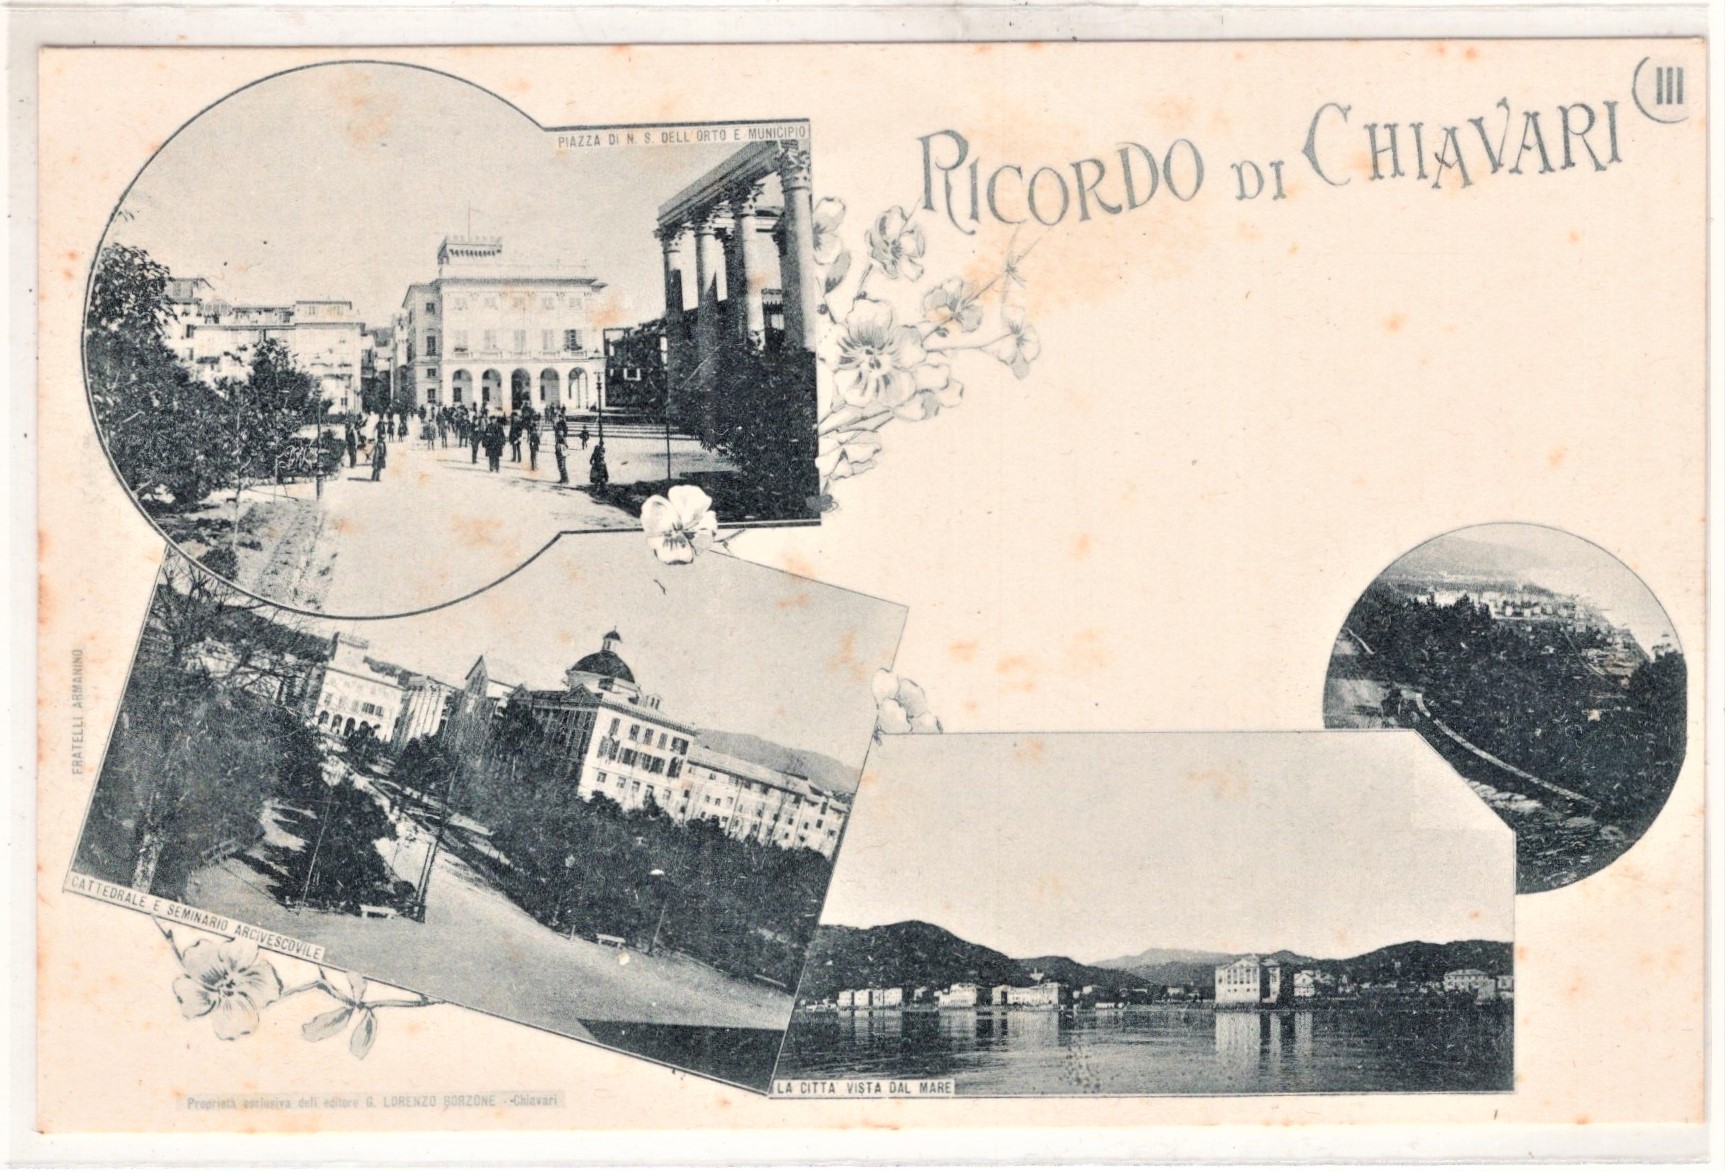 III
RICORDO DI CHIAVARI
PIAZZA DI N. S. DELL'ORTO E MUNICIPIO
FRATELLI ARMANINO
CATTEDRALE E SEMINARIO ARCIVESCOVILE
LA CITTA VISTA DAL MARE
Proprietà esclusiva dell editore G. LORENZO BORZONE - Chiavari